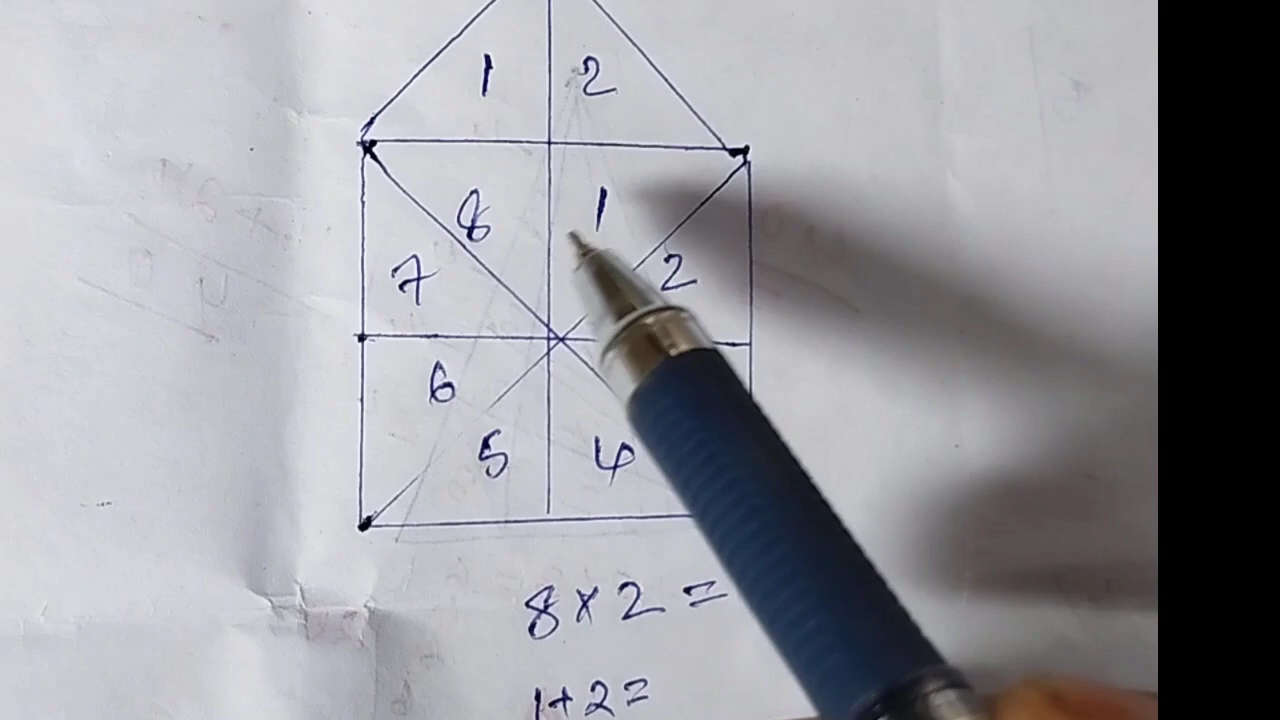 1 2
8 1
7 2
6
5 4
8 × 2 =
1 + 2 =